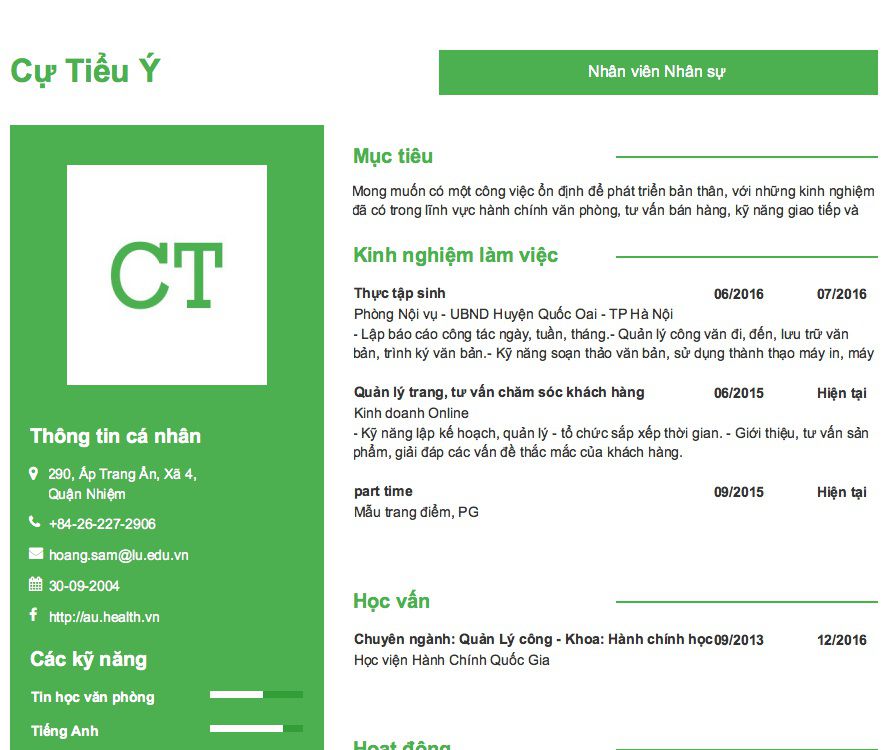 Cự Tiểu Ý
Nhân viên Nhân sự
CT
Thông tin cá nhân
290, Ấp Trang Ẩn, Xã 4,
Quận Nhiệm
+84-26-227-2906
hoang.sam@lu.edu.vn
30-09-2004
http://au.health.vn
Các kỹ năng
Tin học văn phòng
Tiếng Anh
Mục tiêu
Mong muốn có một công việc ổn định để phát triển bản thân, với những kinh nghiệm
đã có trong lĩnh vực hành chính văn phòng, tư vấn bán hàng, kỹ năng giao tiếp và
Kinh nghiệm làm việc
Thực tập sinh 06/2016 07/2016
Phòng Nội vụ - UBND Huyện Quốc Oai - TP Hà Nội
- Lập báo cáo công tác ngày, tuần, tháng.- Quản lý công văn đi, đến, lưu trữ văn
bản, trình ký văn bản.- Kỹ năng soạn thảo văn bản, sử dụng thành thạo máy in, máy
Quản lý trang, tư vấn chăm sóc khách hàng 06/2015 Hiện tại
Kinh doanh Online
- Kỹ năng lập kế hoạch, quản lý - tổ chức sắp xếp thời gian. - Giới thiệu, tư vấn sản
phẩm, giải đáp các vấn đề thắc mắc của khách hàng.
part time 09/2015 Hiện tại
Mẫu trang điểm, PG
Học vấn
Chuyên ngành: Quản Lý công - Khoa: Hành chính học 09/2013 12/2016
Học viện Hành Chính Quốc Gia
Hoạt động